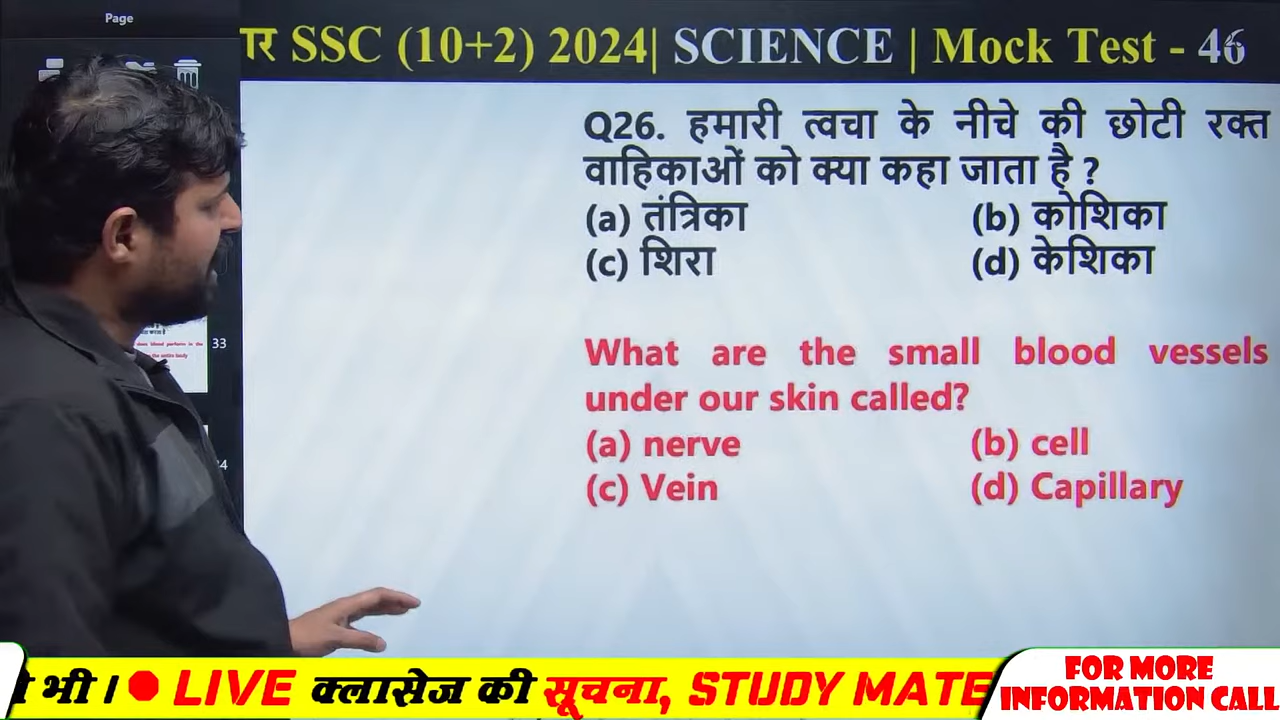 Page
ार SSC (10+2) 2024| SCIENCE | Mock Test - 46
Q26. हमारी त्वचा के नीचे की छोटी रक्त
वाहिकाओं को क्या कहा जाता है ?
(a) तंत्रिका (b) कोशिका
(c) शिरा (d) केशिका
What are the small blood vessels
under our skin called?
(a) nerve (b) cell
(c) Vein (d) Capillary
33
भी। LIVE क्लासेज की सूचना, STUDY MATE
FOR MORE
INFORMATION CALL